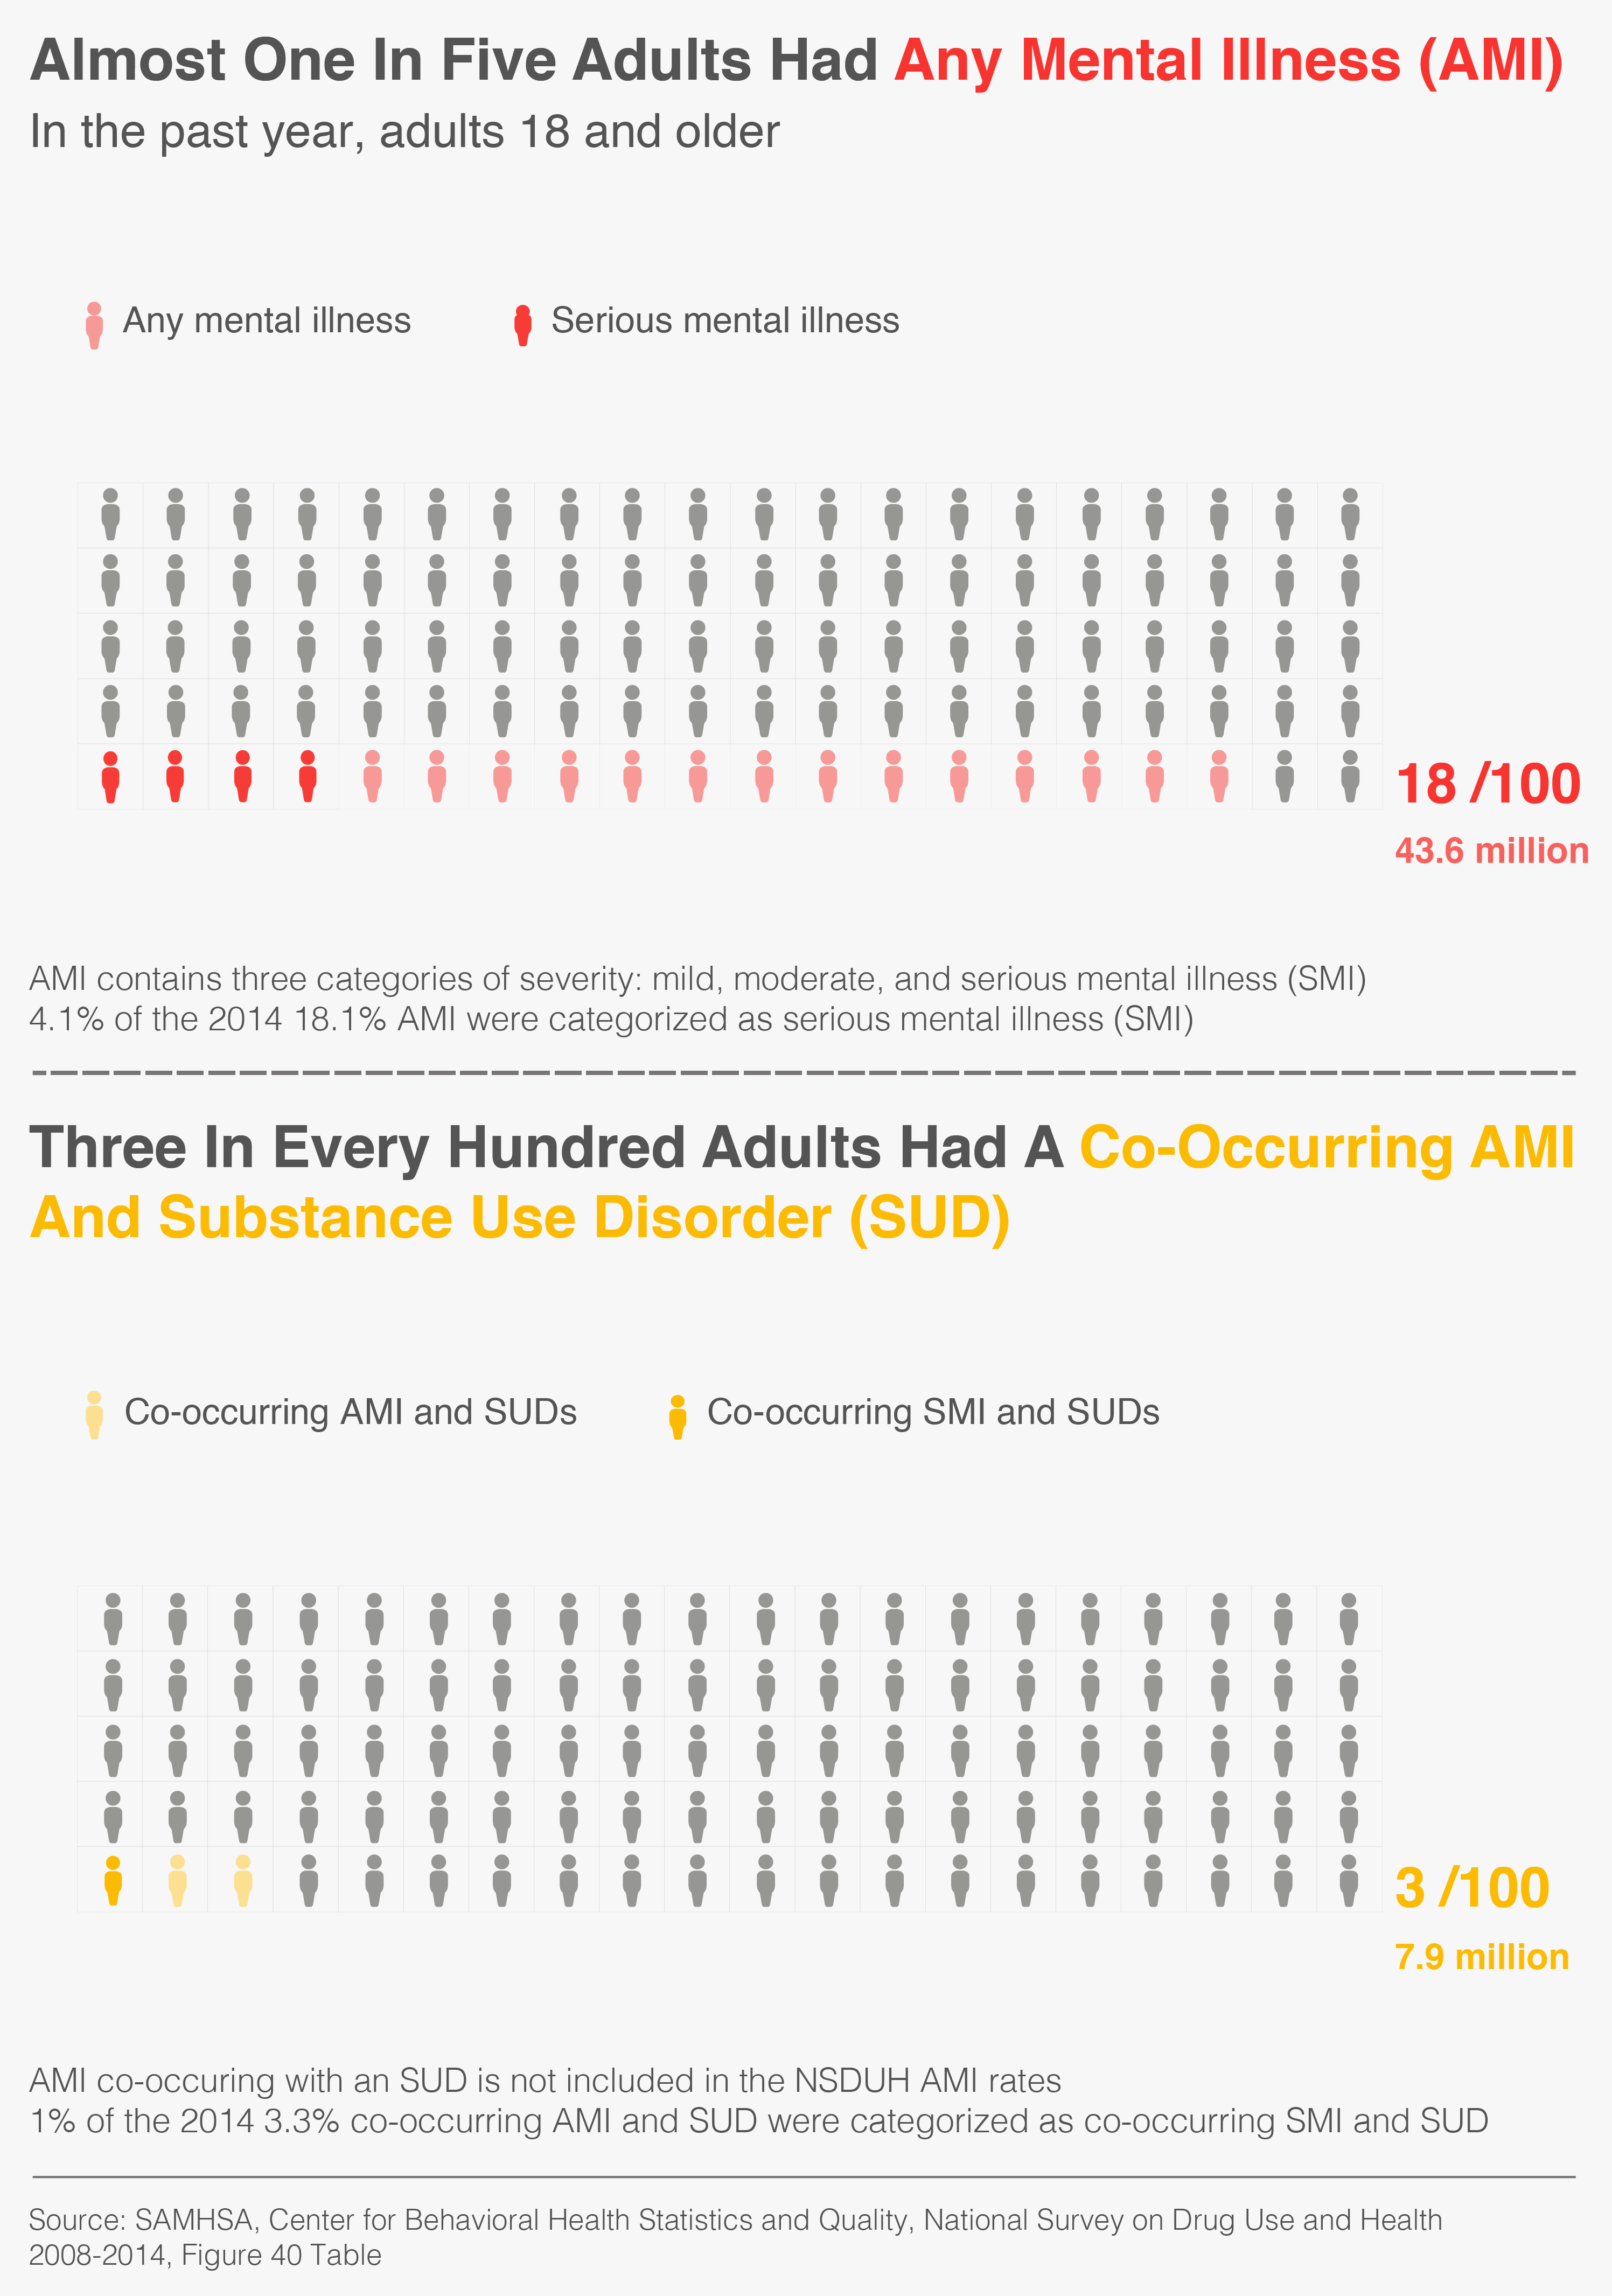 Almost One In Five Adults Had Any Mental Illness (AMI)
In the past year, adults 18 and older
Any mental illness
Serious mental illness
18 /100
43.6 million
AMI contains three categories of severity: mild, moderate, and serious mental illness (SMI)
4.1% of the 2014 18.1% AMI were categorized as serious mental illness (SMI)
Three In Every Hundred Adults Had A Co-Occurring AMI
And Substance Use Disorder (SUD)
Co-occurring AMI and SUDs
Co-occurring SMI and SUDs
3 /100
7.9 million
AMI co-occuring with an SUD is not included in the NSDUH AMI rates
1% of the 2014 3.3% co-occurring AMI and SUD were categorized as co-occurring SMI and SUD
Source: SAMHSA, Center for Behavioral Health Statistics and Quality, National Survey on Drug Use and Health
2008-2014, Figure 40 Table